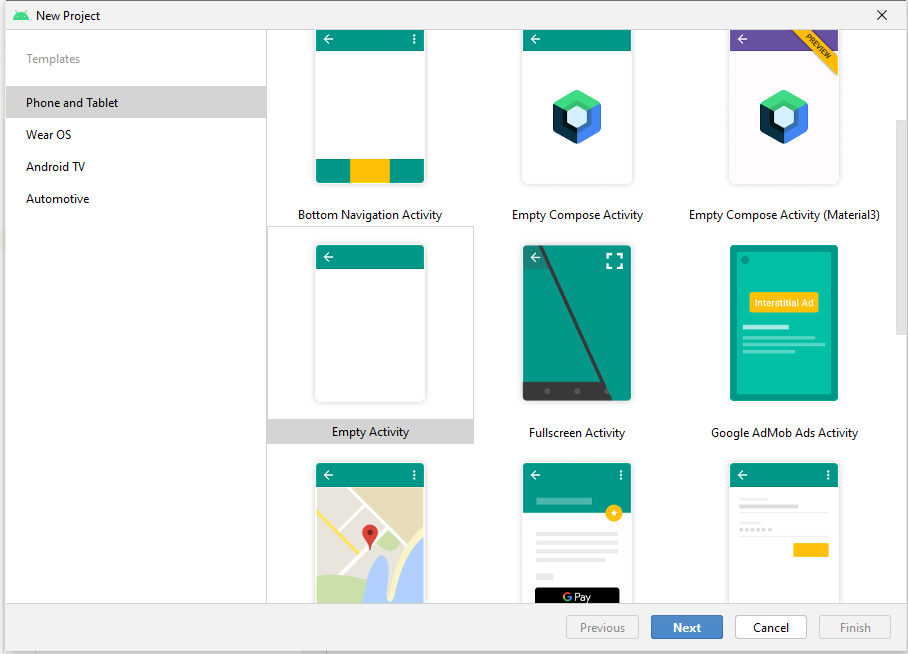 New Project
Templates
Phone and Tablet
Wear OS
Android TV
Automotive
PREVIEW
Bottom Navigation Activity
Empty Compose Activity
Empty Compose Activity (Material3)
Interstitial Ad
Empty Activity
Fullscreen Activity
Google AdMob Ads Activity
G Pay
Previous
Next
Cancel
Finish